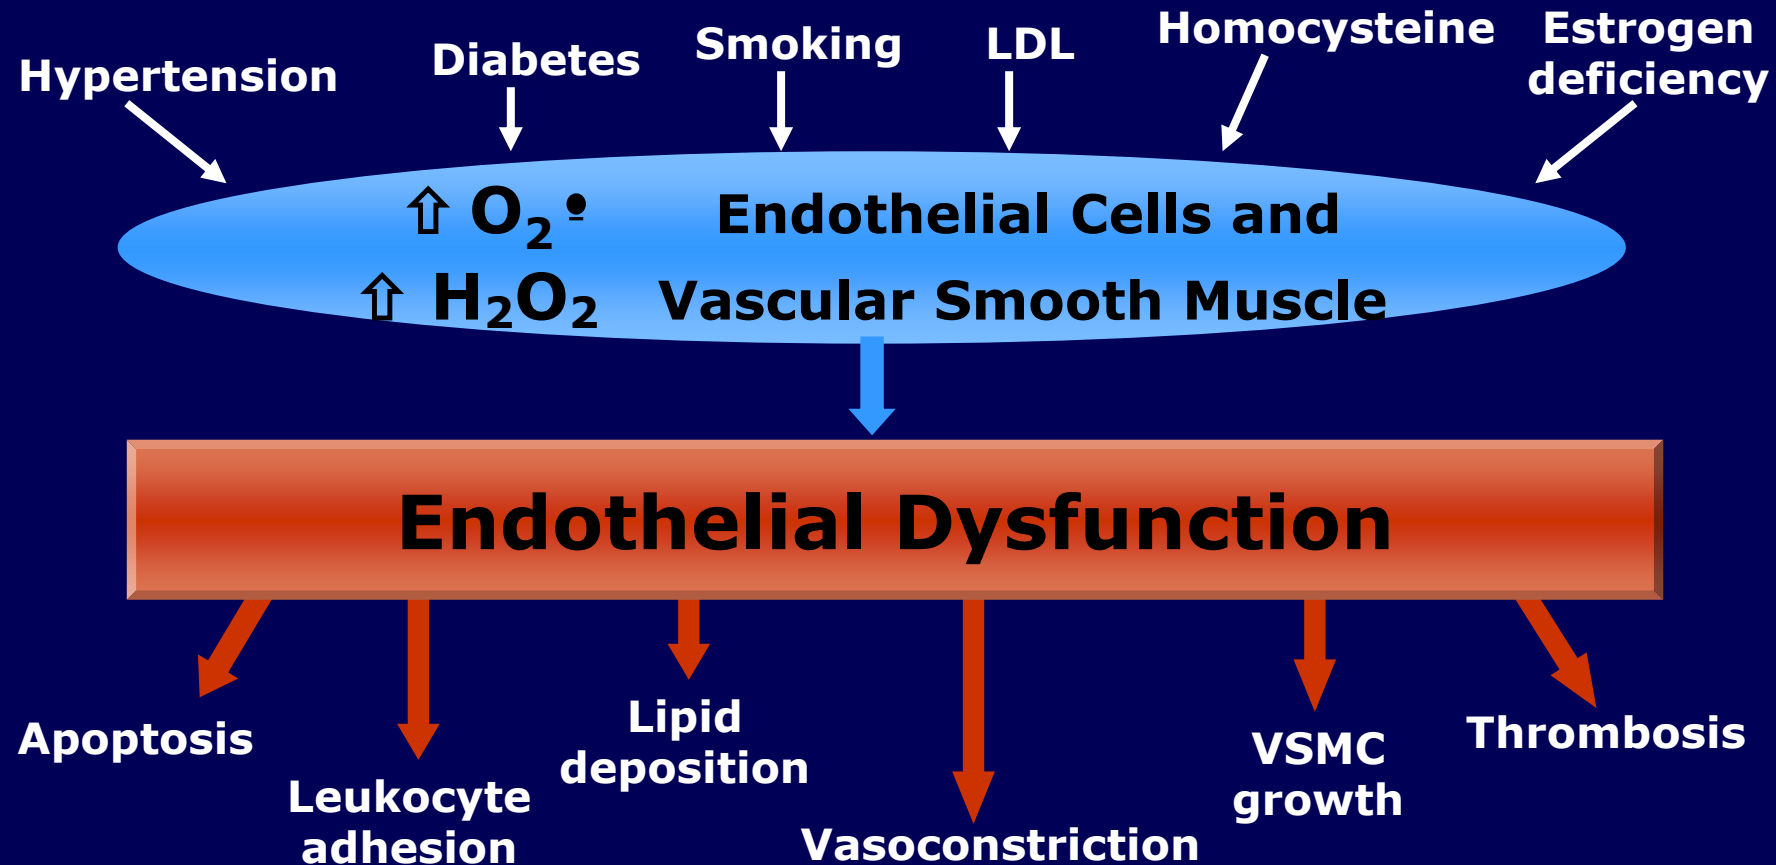 Hypertension
Diabetes
Smoking
LDL
Homocysteine
Estrogen
deficiency
⇧ O₂•̲ Endothelial Cells and
⇧ H₂O₂ Vascular Smooth Muscle
Endothelial Dysfunction
Apoptosis
Leukocyte
adhesion
Lipid
deposition
Vasoconstriction
VSMC
growth
Thrombosis